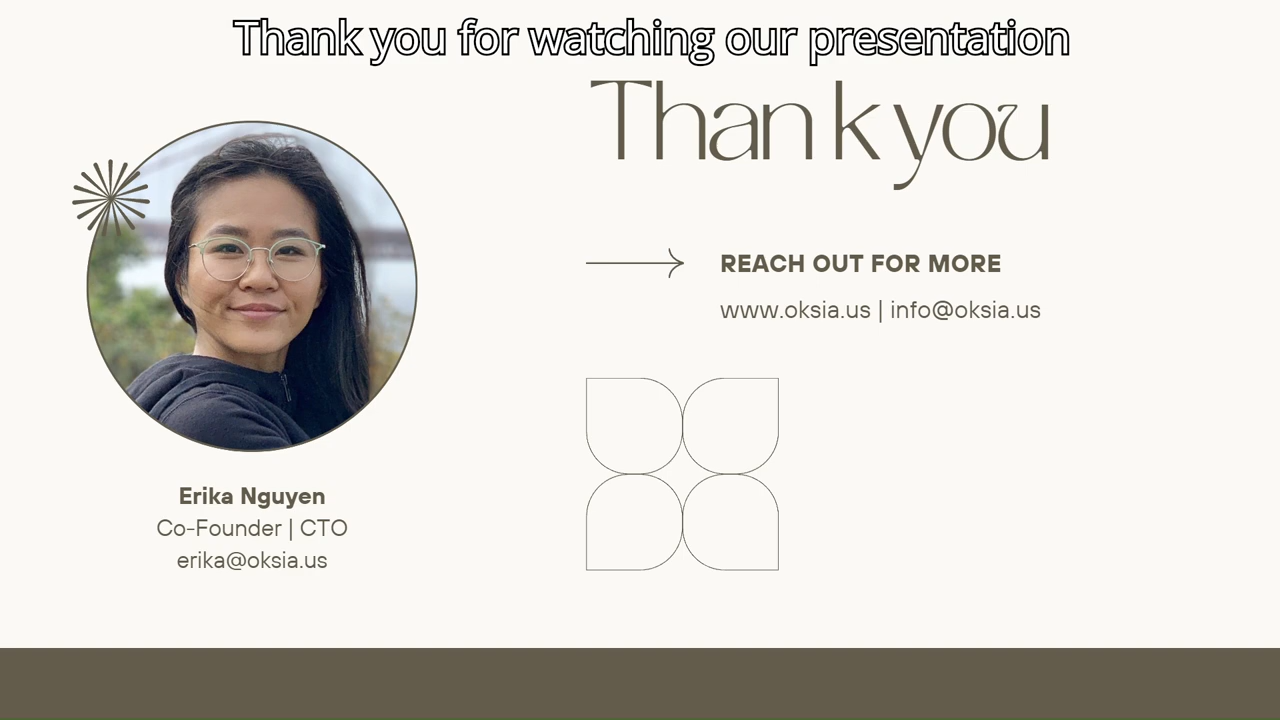 Thank you for watching our presentation
Thank you
REACH OUT FOR MORE
www.oksia.us | info@oksia.us
Erika Nguyen
Co-Founder | CTO
erika@oksia.us